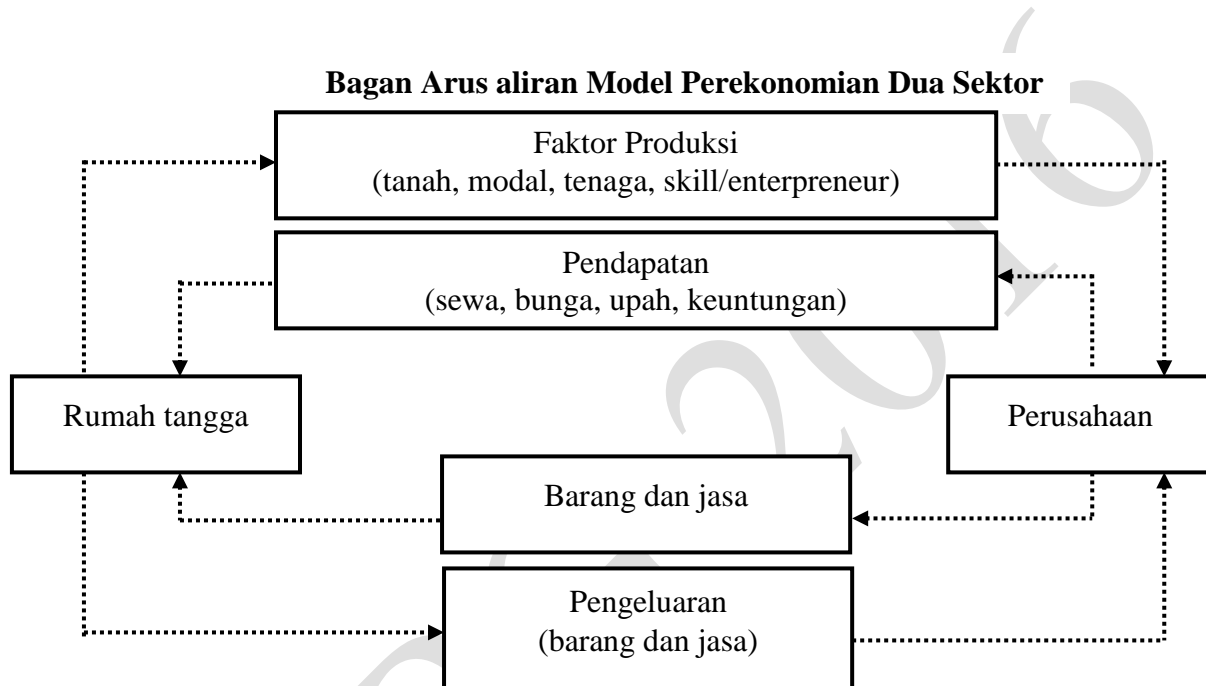 Bagan Arus aliran Model Perekonomian Dua Sektor
Faktor Produksi
(tanah, modal, tenaga, skill/enterpreneur)
Pendapatan
(sewa, bunga, upah, keuntungan)
Rumah tangga
Perusahaan
Barang dan jasa
Pengeluaran
(barang dan jasa)